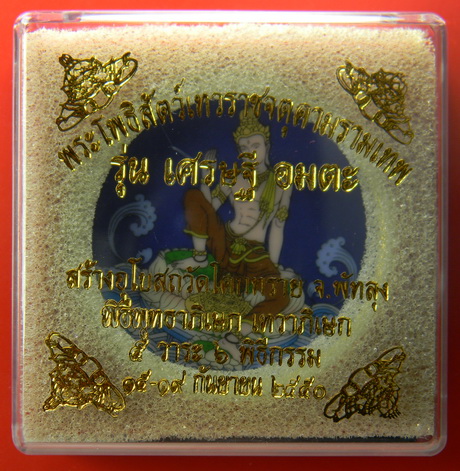 พระโพธิสัตว์เทวราชจตุคามรามเทพ
รุ่น เศรษฐี อมตะ
สร้างอุโบสถวัดโคกทราย จ.พัทลุง
พิธีพุทธาภิเษก เทวาภิเษก
๕ วาระ ๖ พิธีกรรม
๑๕-๑๙ กันยายน ๒๕๕๐